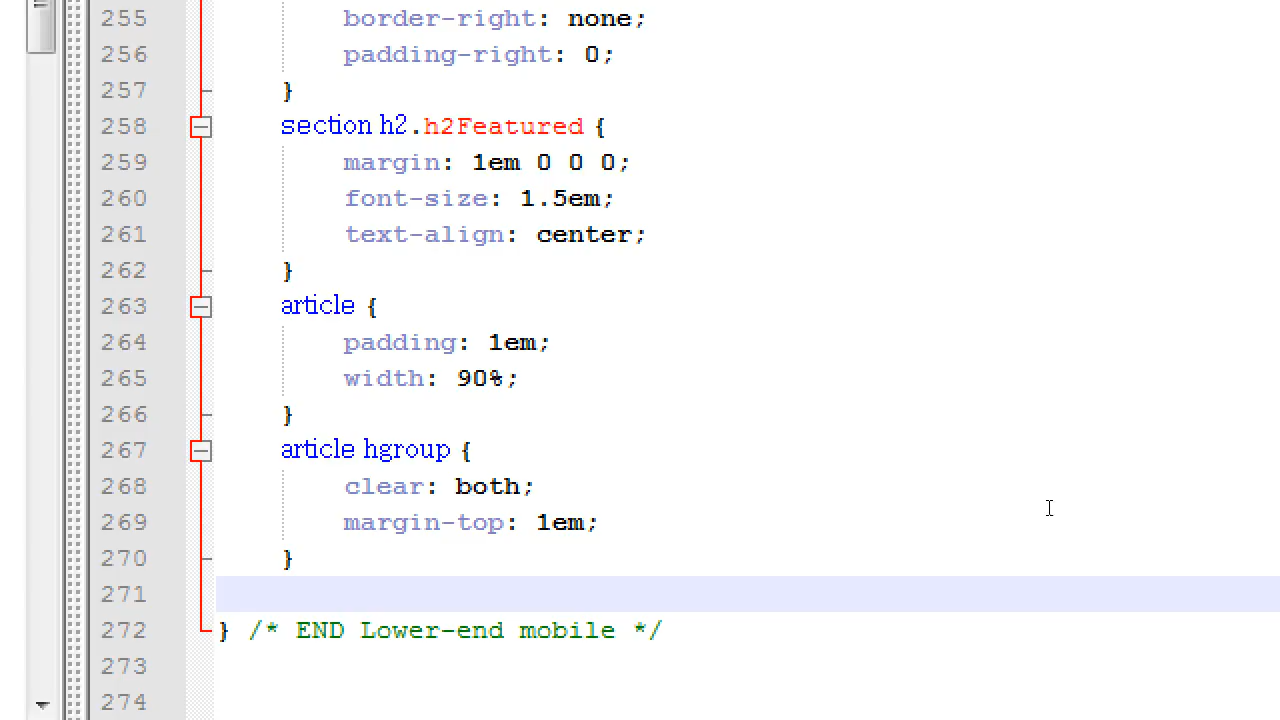 255 border-right: none;
256 padding-right: 0;
257 }
258 section h2.h2Featured {
259 margin: 1em 0 0 0;
260 font-size: 1.5em;
261 text-align: center;
262 }
263 article {
264 padding: 1em;
265 width: 90%;
266 }
267 article hgroup {
268 clear: both;
269 margin-top: 1em;
270 }
271
272 } /* END Lower-end mobile */
273
274